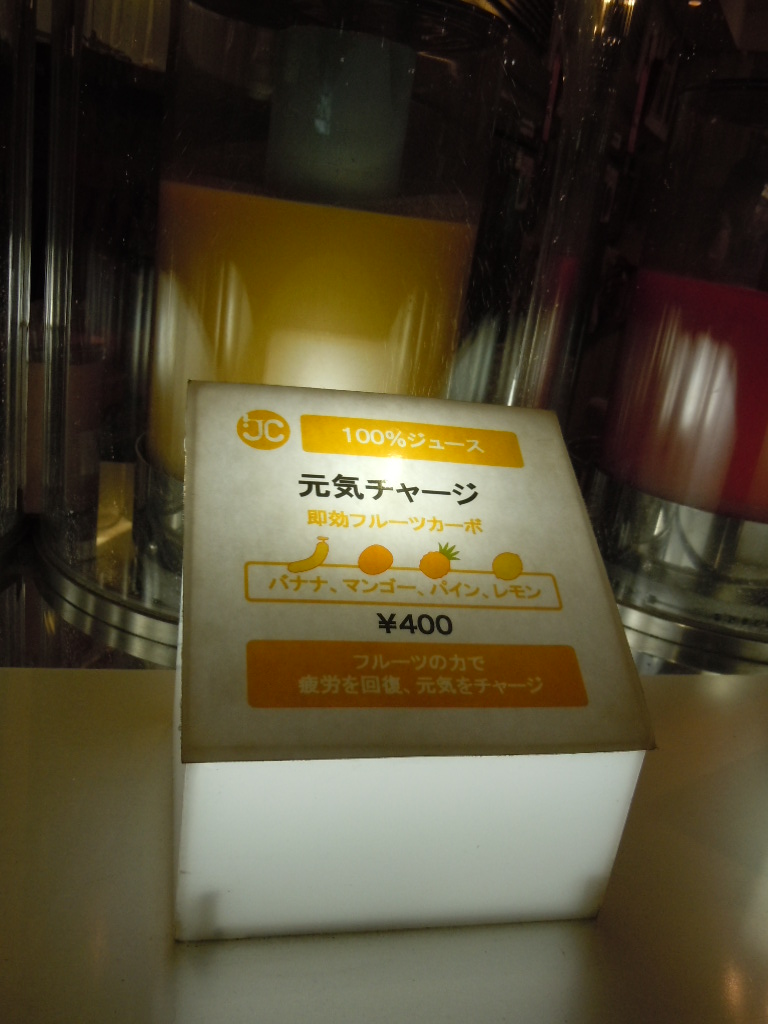 JC
100%ジュース
元気チャージ
即効フルーツカーボ
バナナ、マンゴー、パイン、レモン
¥400
フルーツの力で
疲労を回復、元気をチャージ